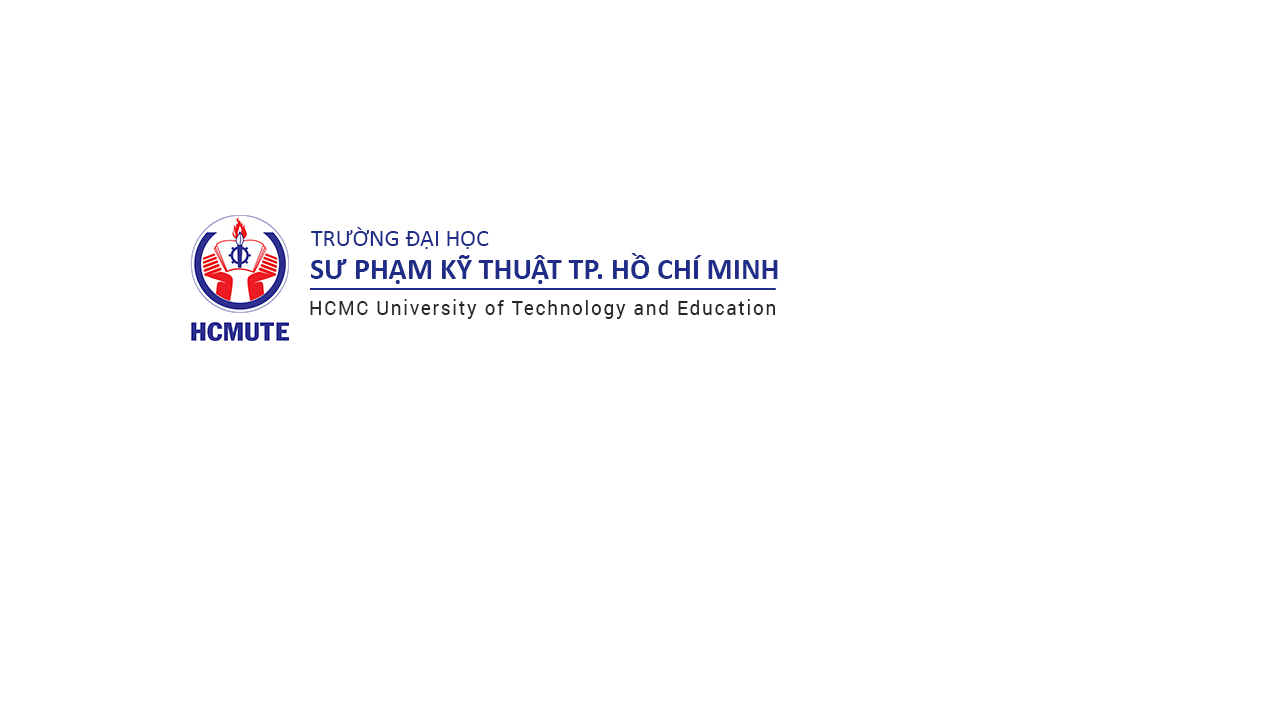 TRƯỜNG ĐẠI HỌC
SƯ PHẠM KỸ THUẬT TP. HỒ CHÍ MINH
HCMC University of Technology and Education
HCMUTE